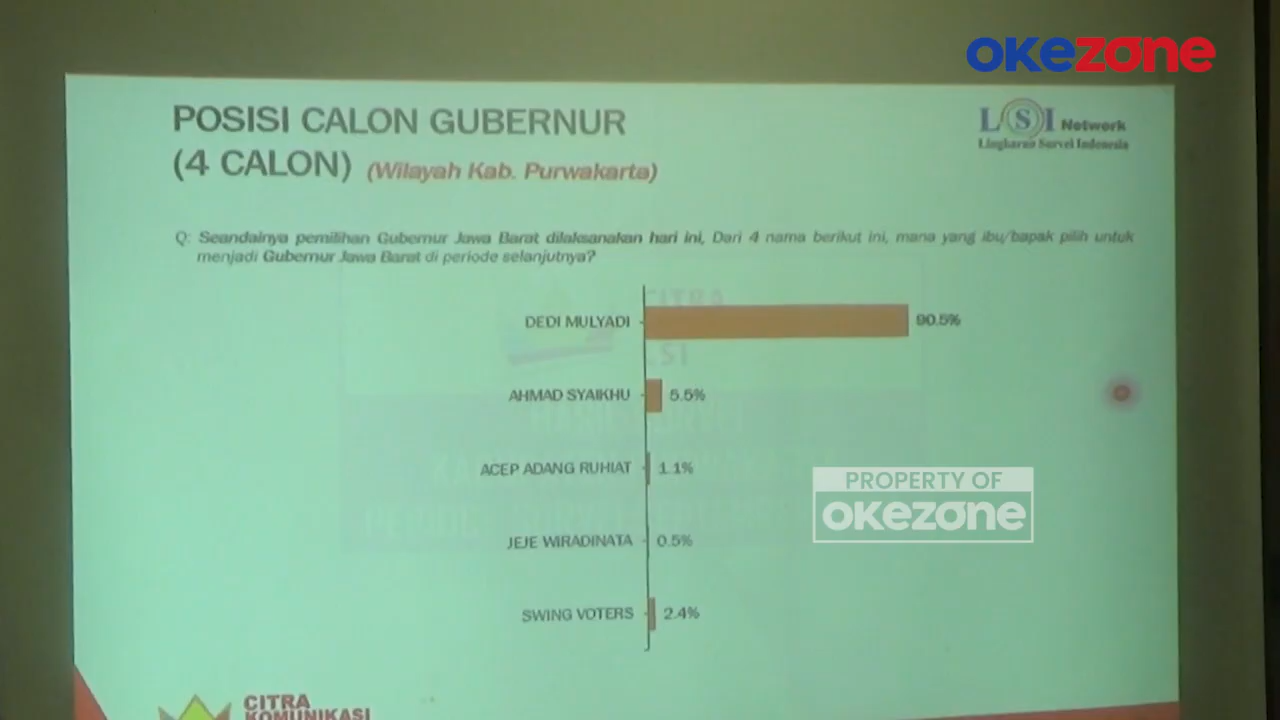 okezone
POSISI CALON GUBERNUR
(4 CALON) (Wilayah Kab. Purwakarta)
LSI Network
Lingkaran Survei Indonesia
Q: Seandainya pemilihan Gubernur Jawa Barat dilaksanakan hari ini, Dari 4 nama berikut ini, mana yang ibu/bapak pilih untuk
menjadi Gubernur Jawa Barat di periode selanjutnya?
DEDI MULYADI 90.5%
AHMAD SYAIKHU 5.5%
ACEP ADANG RUHIAT 1.1%
JEJE WIRADINATA 0.5%
SWING VOTERS 2.4%
PROPERTY OF
okezone
CITRA
KOMUNIKASI